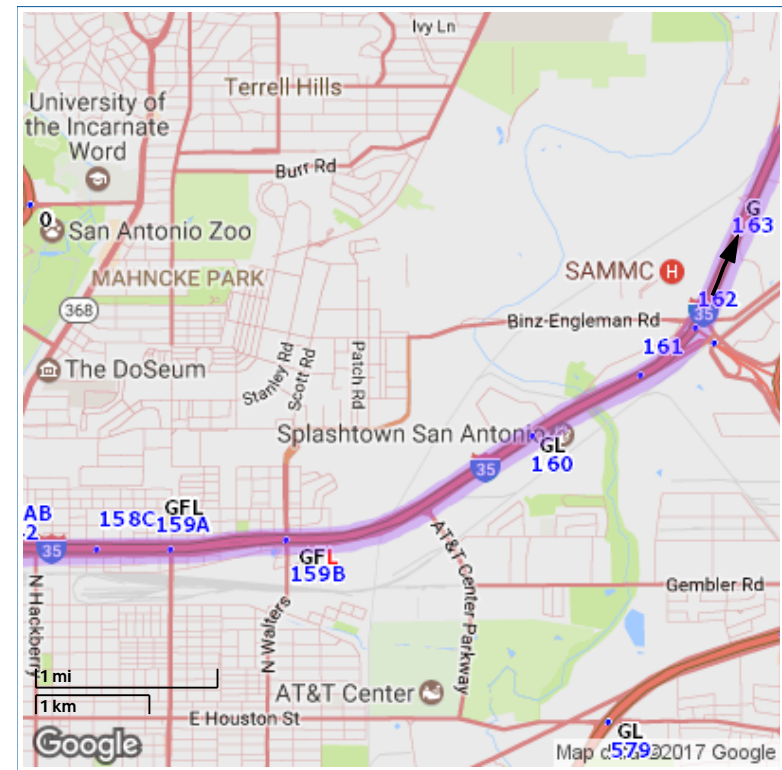 Ivy Ln
Terrell Hills
University of
the Incarnate
Word
Burr Rd
0
San Antonio Zoo
G
163
SAMMC H
MAHNCKE PARK
162
368
35
Binz-Engleman Rd
161
Stanley Rd
Scott Rd
Patch Rd
The DoSeum
Splashtown San Antonio
GL
160
35
GFL
AB
158C
159A
2
35
GFL
159B
AT&T Center Parkway
N Hackberry
N Walters
Gembler Rd
1 mi
1 km
AT&T Center
E Houston St
GL
579
Google
Map ©2017 Google